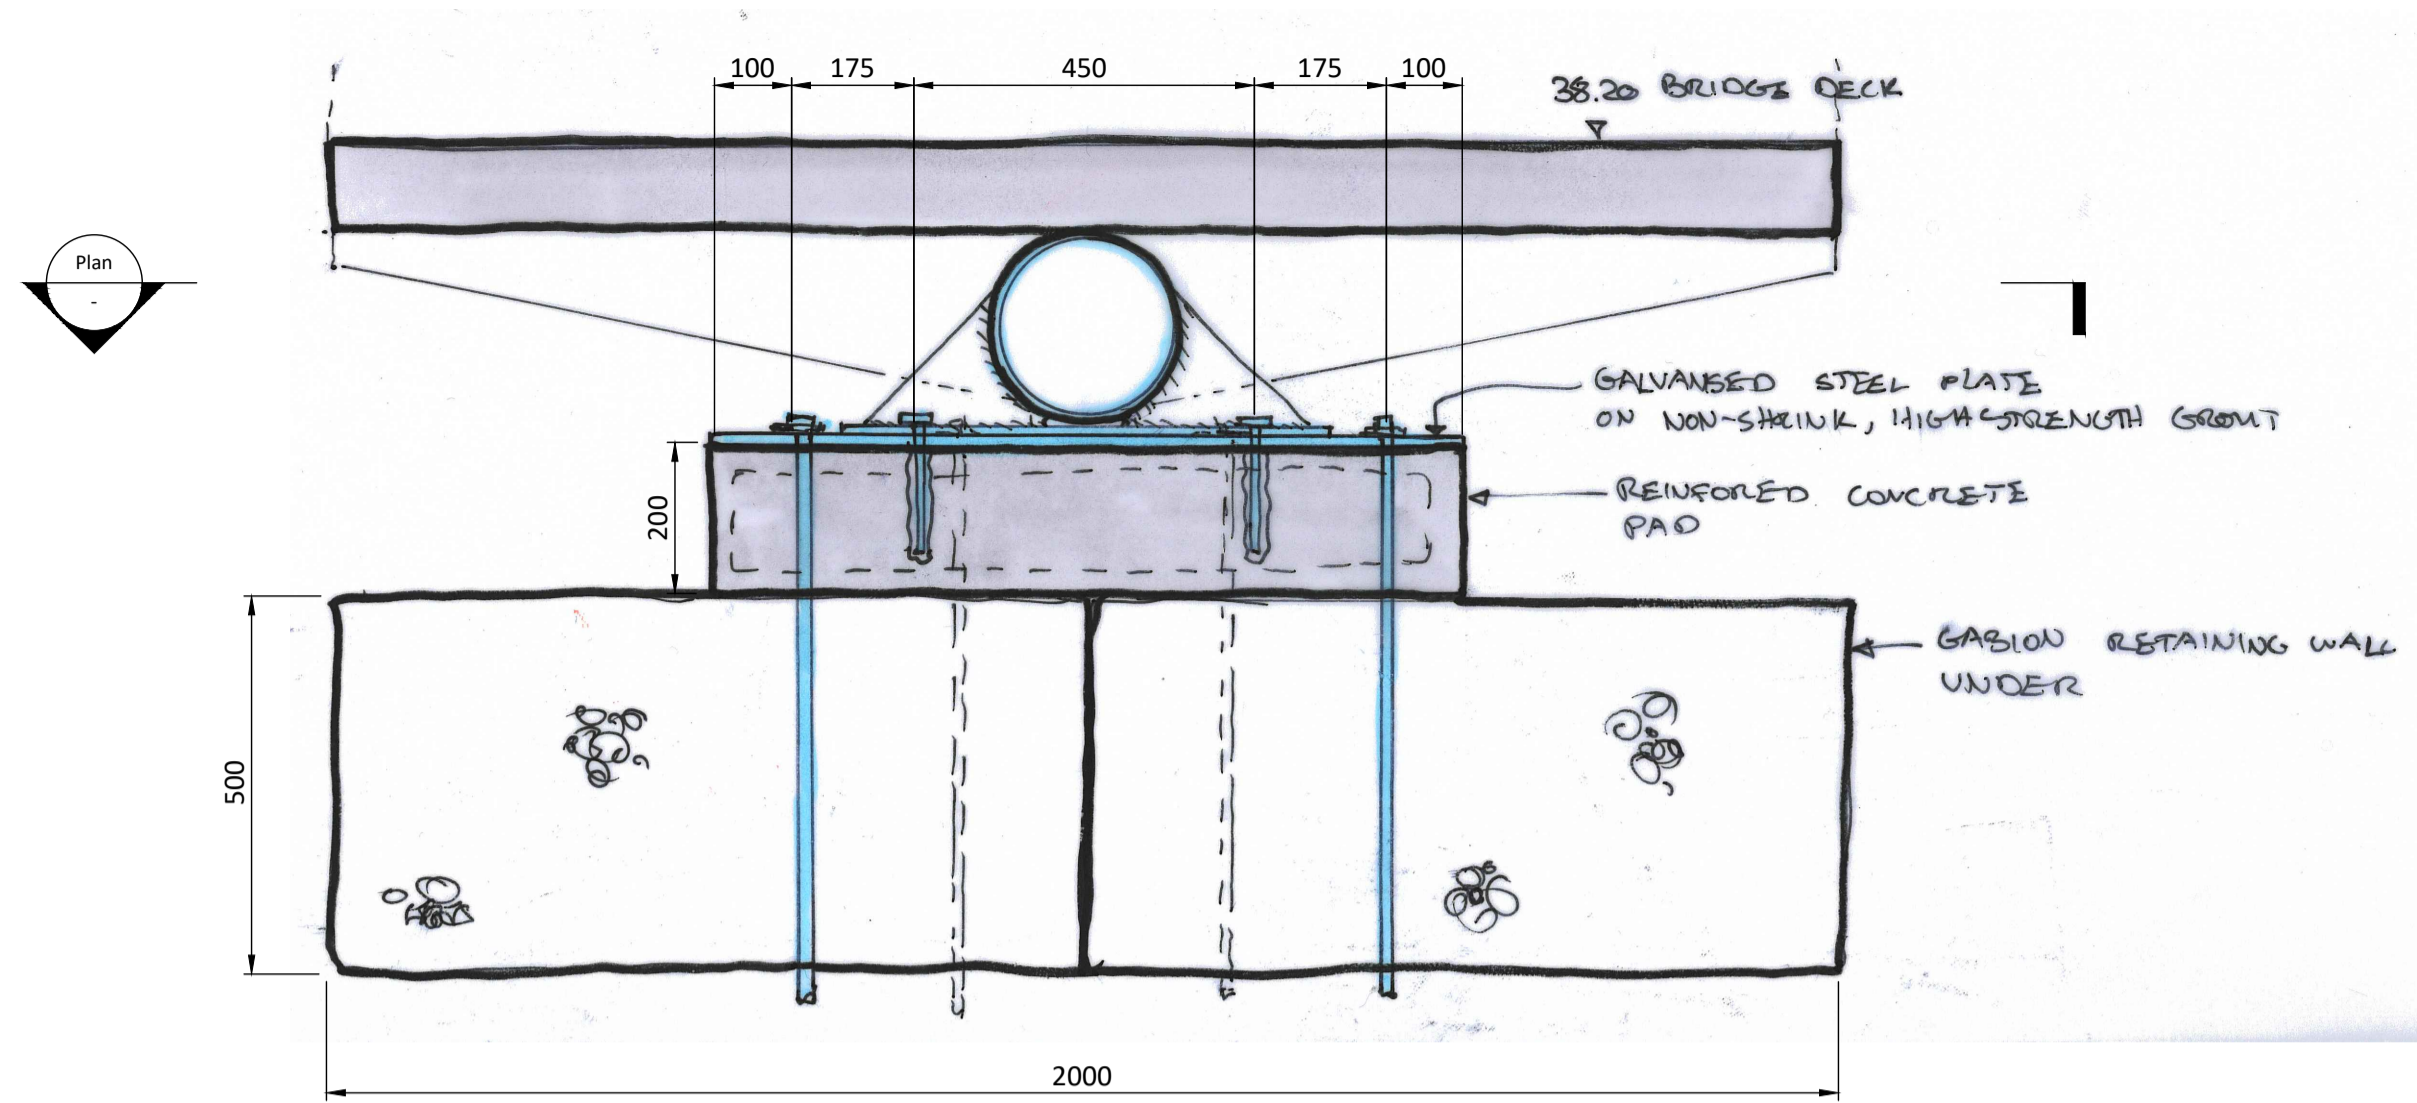 100 175 450 175 100
38.20 BRIDGE DECK
Plan
-
GALVANSED STEEL PLATE
ON NON-SHRINK, HIGH STRENGTH GROUT
200
REINFORED CONCRETE
PAD
500
GABION RETAINING WALL
UNDER
2000